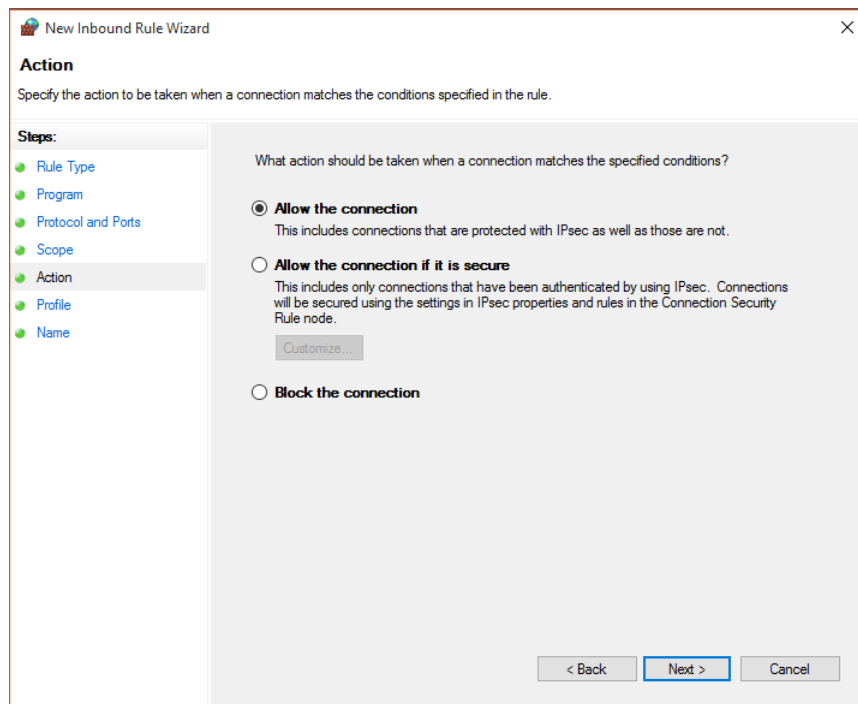 New Inbound Rule Wizard
Action
Specify the action to be taken when a connection matches the conditions specified in the rule.
Steps:
Rule Type
Program
Protocol and Ports
Scope
Action
Profile
Name
What action should be taken when a connection matches the specified conditions?
Allow the connection
This includes connections that are protected with IPsec as well as those are not.
Allow the connection if it is secure
This includes only connections that have been authenticated by using IPsec. Connections
will be secured using the settings in IPsec properties and rules in the Connection Security
Rule node.
Customize...
Block the connection
< Back
Next >
Cancel